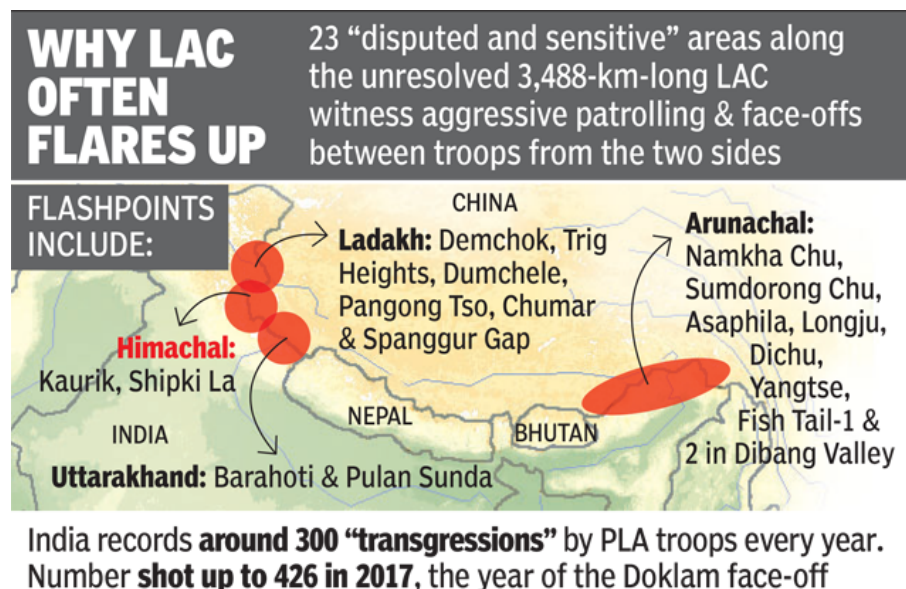 WHY LAC
OFTEN
FLARES UP
23 “disputed and sensitive” areas along
the unresolved 3,488-km-long LAC
witness aggressive patrolling & face-offs
between troops from the two sides
FLASHPOINTS
INCLUDE:
CHINA
Ladakh: Demchok, Trig
Heights, Dumchele,
Pangong Tso, Chumar
& Spanggur Gap
Arunachal:
Namkha Chu,
Sumdorong Chu,
Asaphila, Longju,
Dichu,
Yangtse,
Fish Tail-1 &
2 in Dibang Valley
Himachal:
Kaurik, Shipki La
NEPAL
BHUTAN
INDIA
Uttarakhand: Barahoti & Pulan Sunda
India records around 300 “transgressions” by PLA troops every year.
Number shot up to 426 in 2017, the year of the Doklam face-off